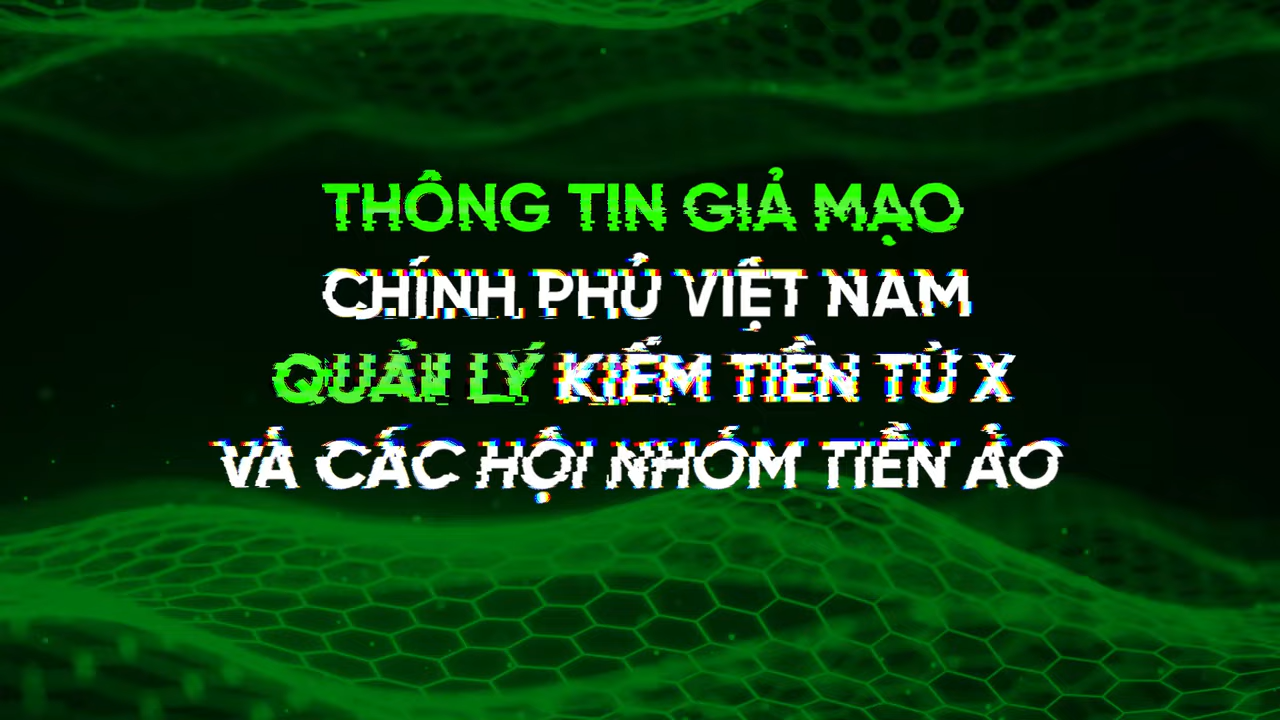 THÔNG TIN GIẢ MẠO
CHÍNH PHỦ VIỆT NAM
QUẢN LÝ KIẾM TIỀN TỪ X
VÀ CÁC HỘI NHÓM TIỀN ẢO